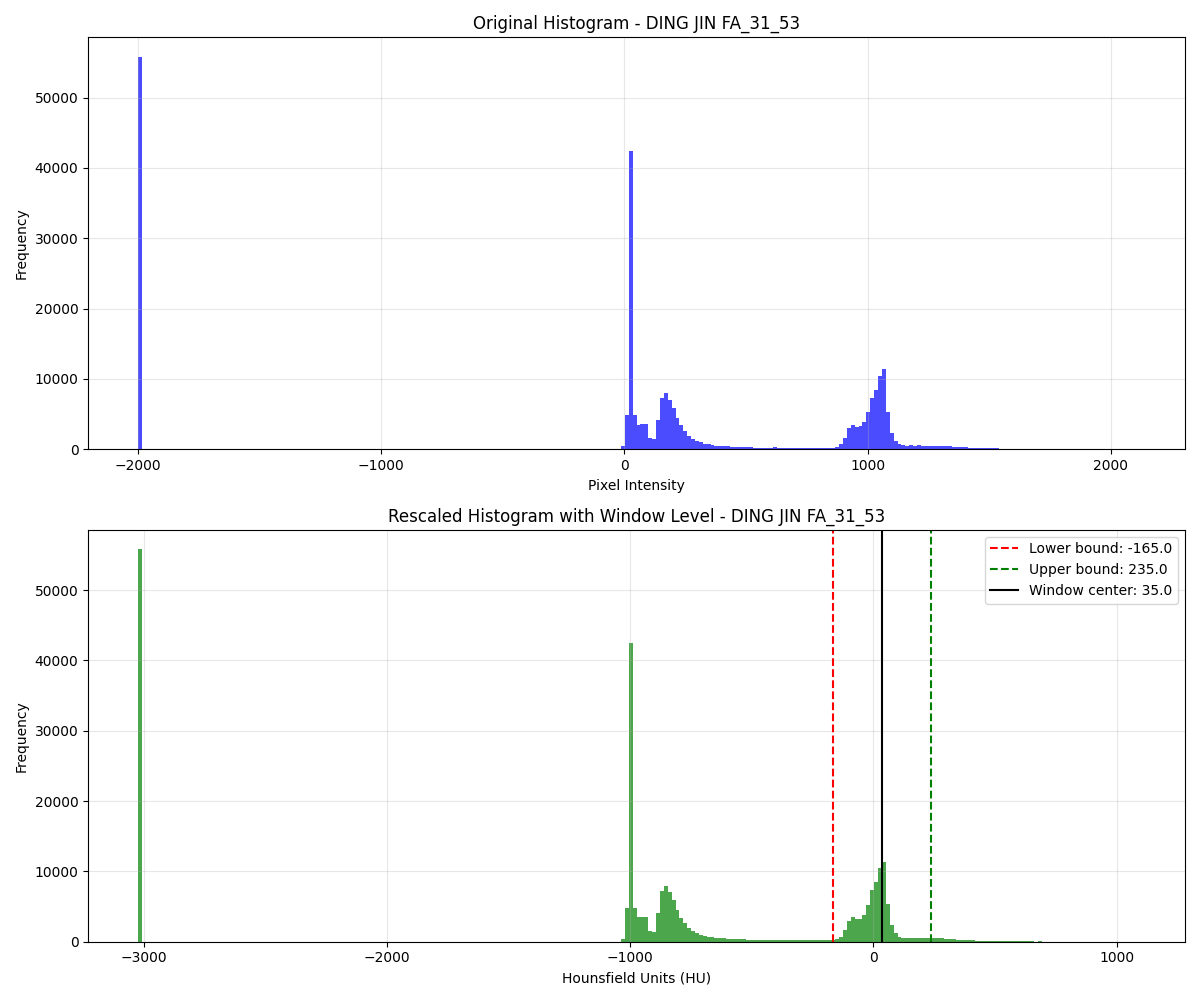 Original Histogram - DING JIN FA_31_53
Frequency
50000
40000
30000
20000
10000
0
−2000
−1000
0
1000
2000
Pixel Intensity
Rescaled Histogram with Window Level - DING JIN FA_31_53
Lower bound: -165.0
Upper bound: 235.0
Window center: 35.0
Frequency
50000
40000
30000
20000
10000
0
−3000
−2000
−1000
0
1000
Hounsfield Units (HU)